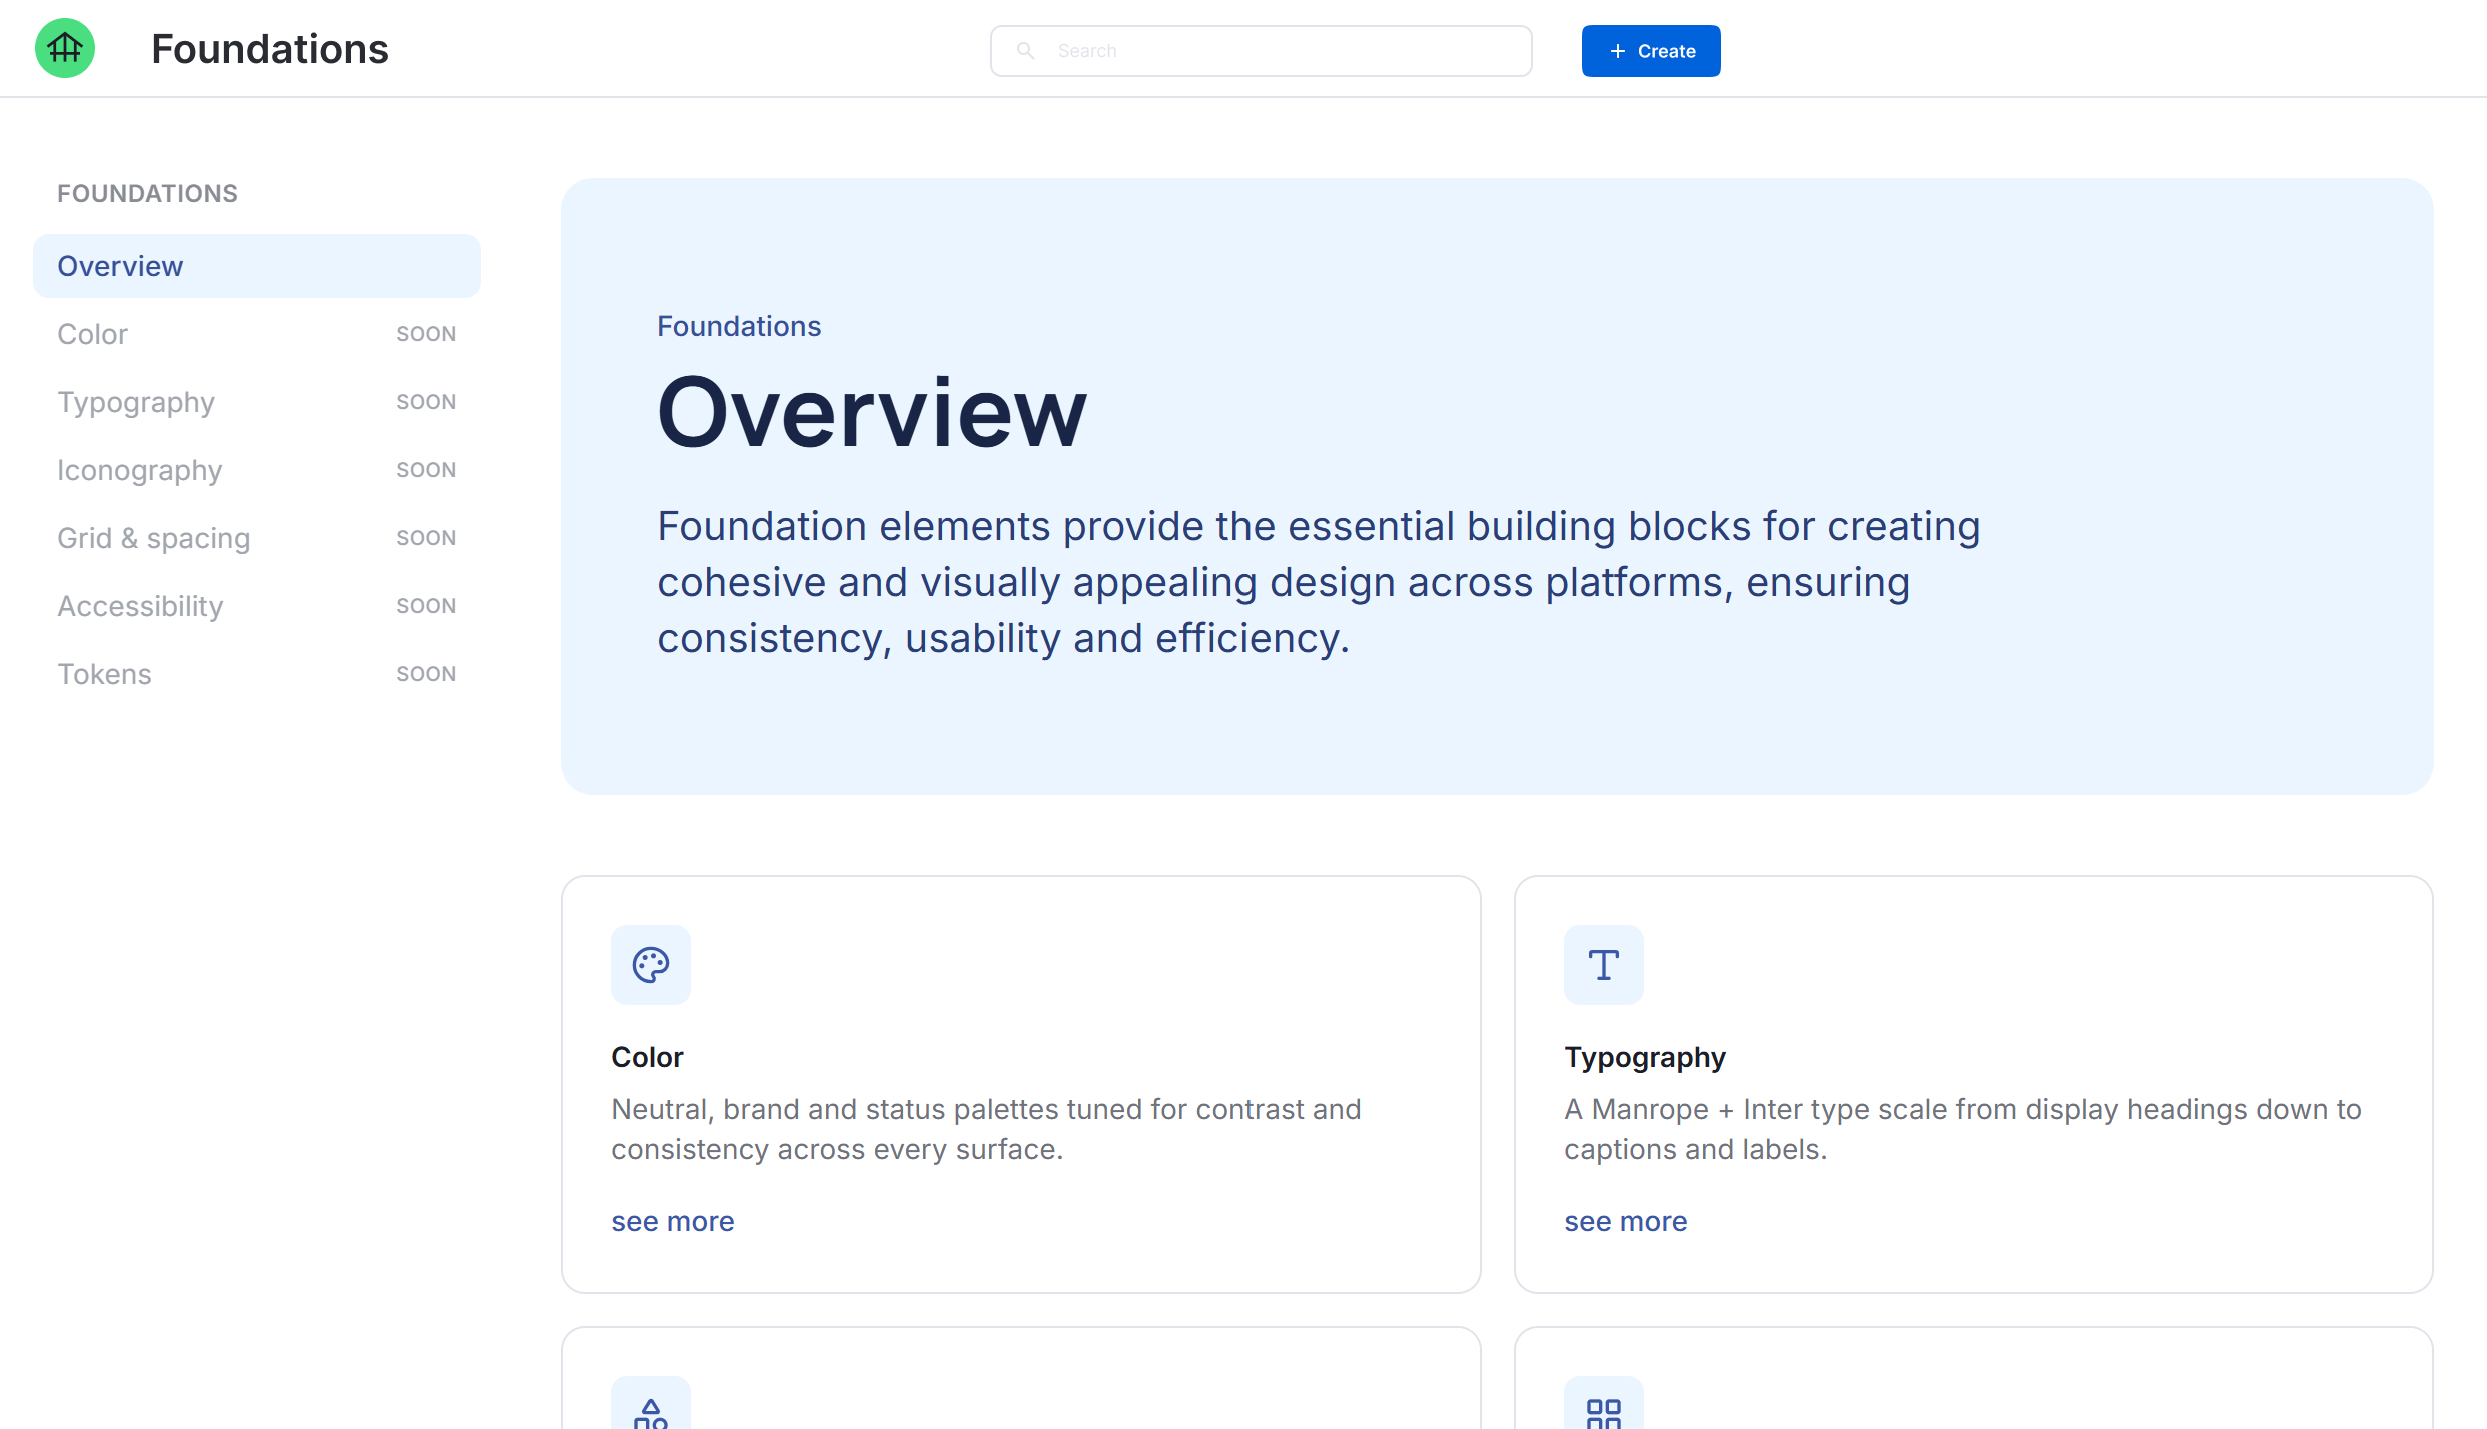 Foundations
Search
+ Create
FOUNDATIONS
Overview
Color SOON
Typography SOON
Iconography SOON
Grid & spacing SOON
Accessibility SOON
Tokens SOON
Foundations
Overview
Foundation elements provide the essential building blocks for creating
cohesive and visually appealing design across platforms, ensuring
consistency, usability and efficiency.
Color
Neutral, brand and status palettes tuned for contrast and
consistency across every surface.
see more
Typography
A Manrope + Inter type scale from display headings down to
captions and labels.
see more